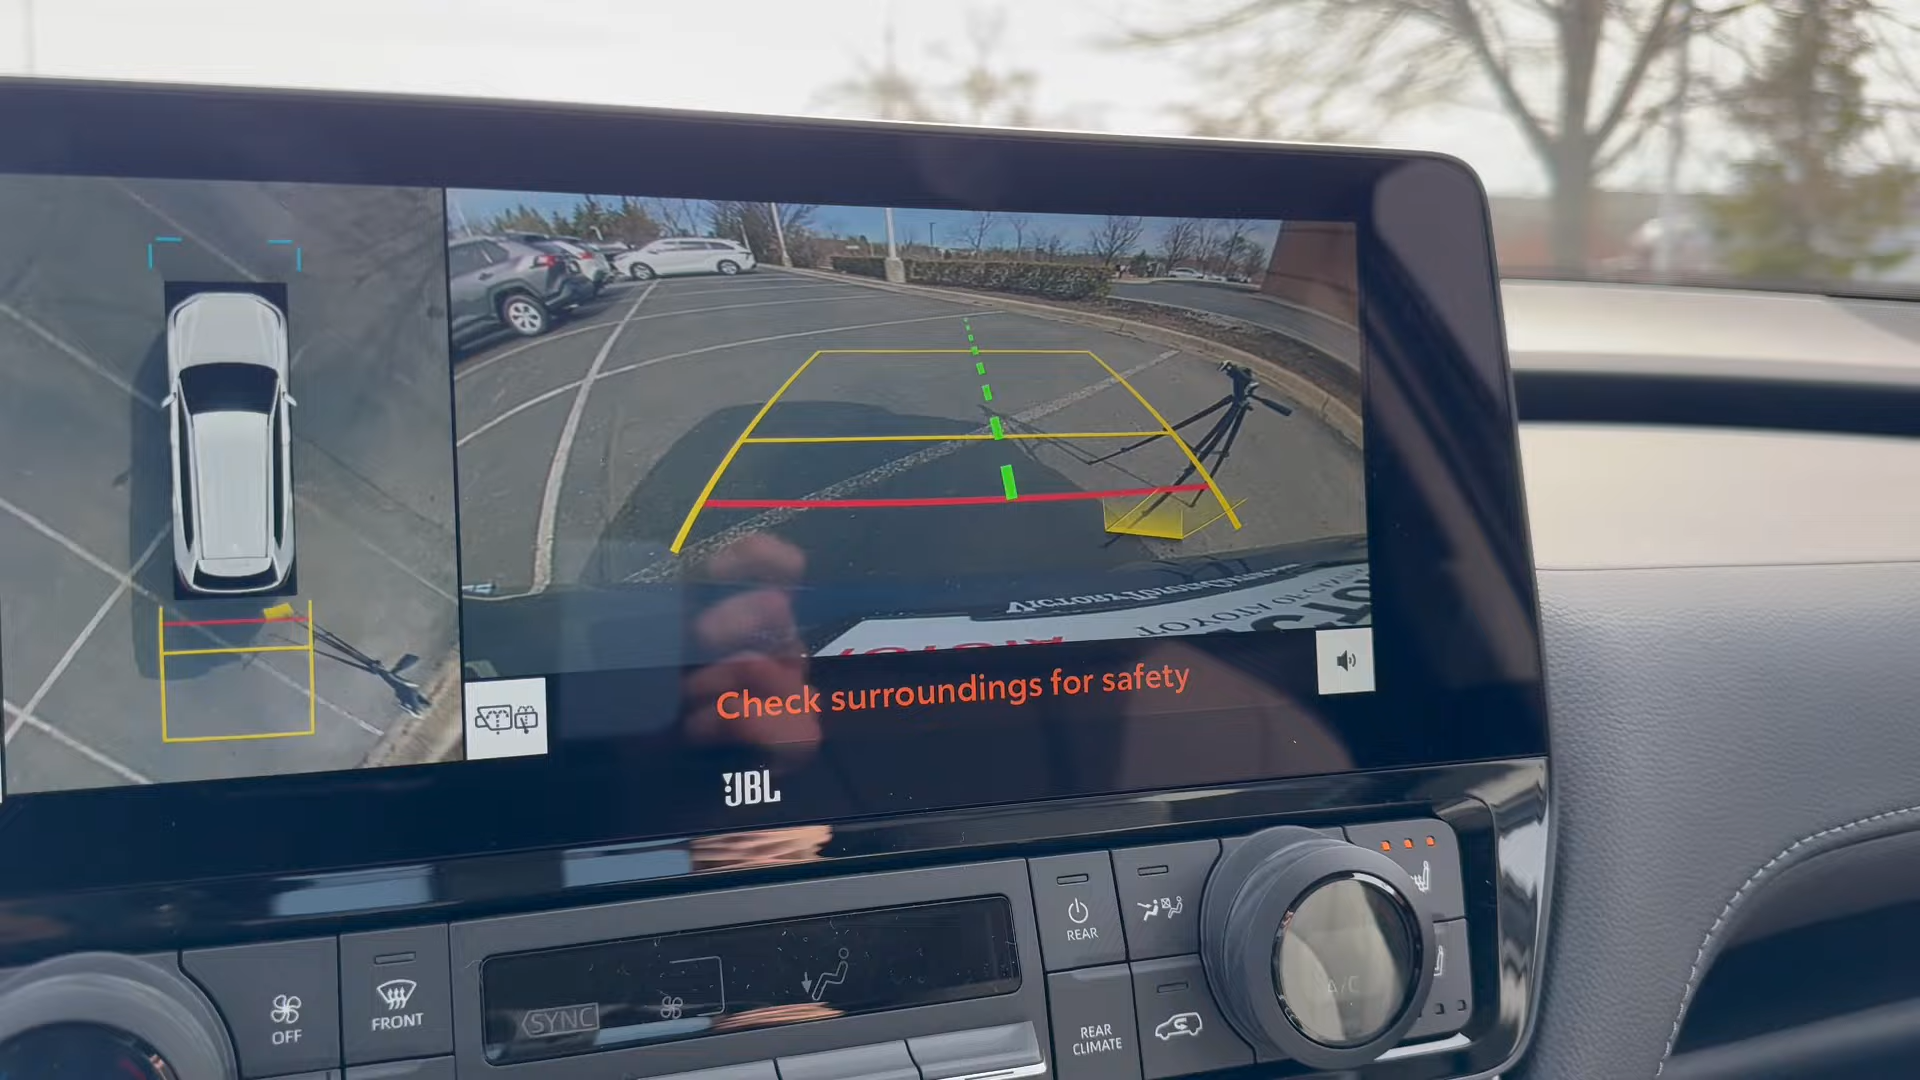 Check surroundings for safety
JBL
REAR
OFF
FRONT
SYNC
REAR
CLIMATE
A/C